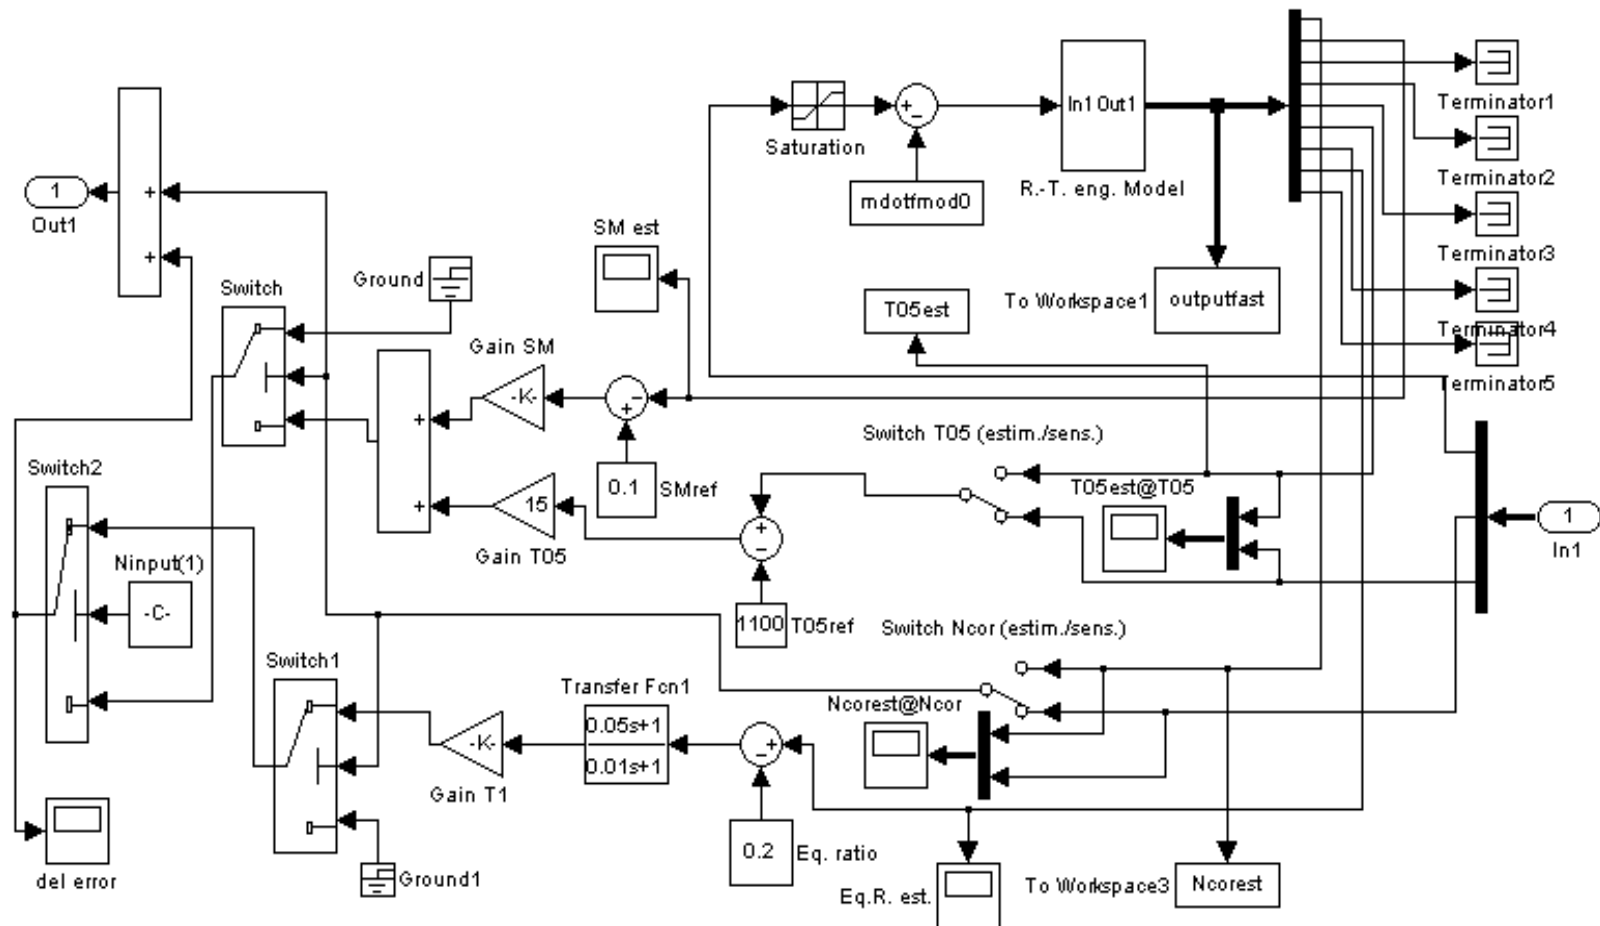 In1 Out1
Terminator1
Saturation
1
+
+
−
Terminator2
mdotfmod0
R.-T. eng. Model
Out1
SM est
+
Ground
Terminator3
Switch
To Workspace1
outputfast
T05est
Terminator4
Gain SM
Terminator5
-K-
−
+
+
Switch T05 (estim./sens.)
Switch2
0.1
SMref
T05est@T05
+
15
+
−
1
In1
Gain T05
Ninput(1)
-C-
1100
T05ref
Switch Ncor (estim./sens.)
Switch1
Transfer Fcn1
Ncorest@Ncor
0.05s+1
0.01s+1
-K-
+
−
Gain T1
0.2
Eq. ratio
del error
Ground1
Eq.R. est.
To Workspace3
Ncorest